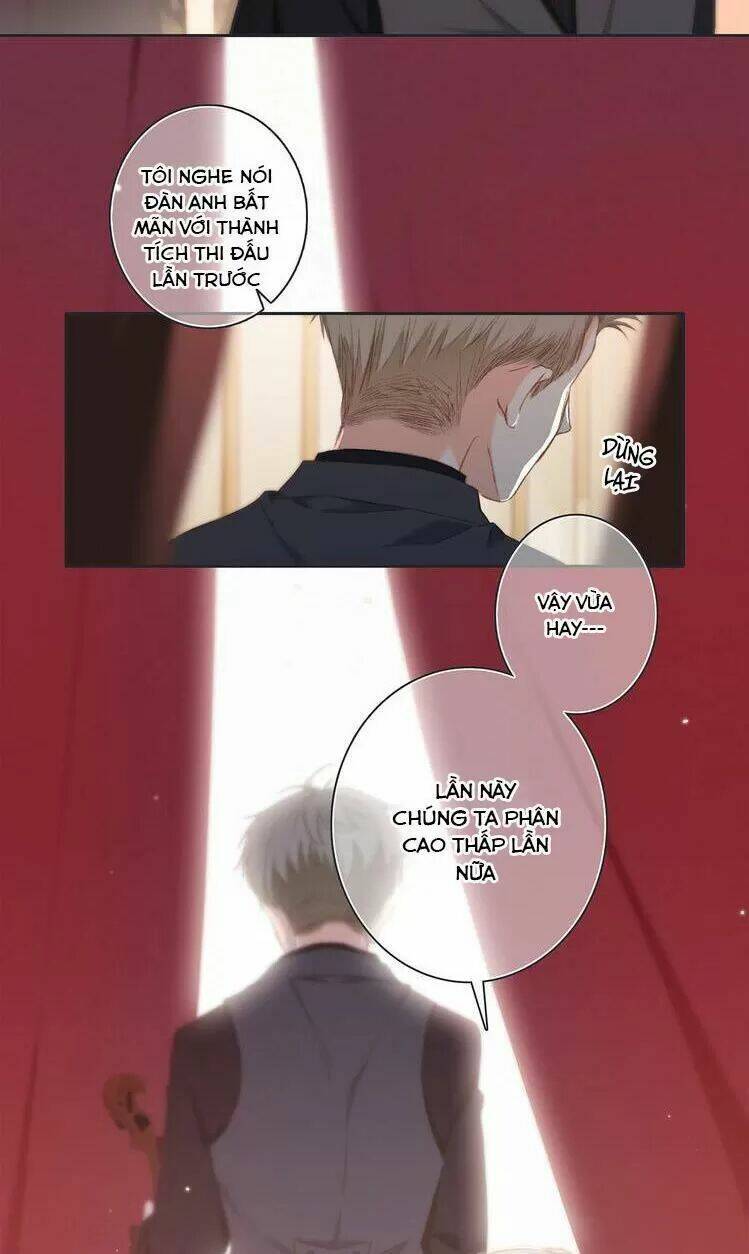 TÔI NGHE NÓI
ĐÀN ANH BẤT
MÃN VỚI THÀNH
TÍCH THI ĐẤU
LẦN TRƯỚC
DỪNG
LẠI
VẬY VỪA
HAY---
LẦN NÀY
CHÚNG TA PHÂN
CAO THẤP LẦN
NỮA